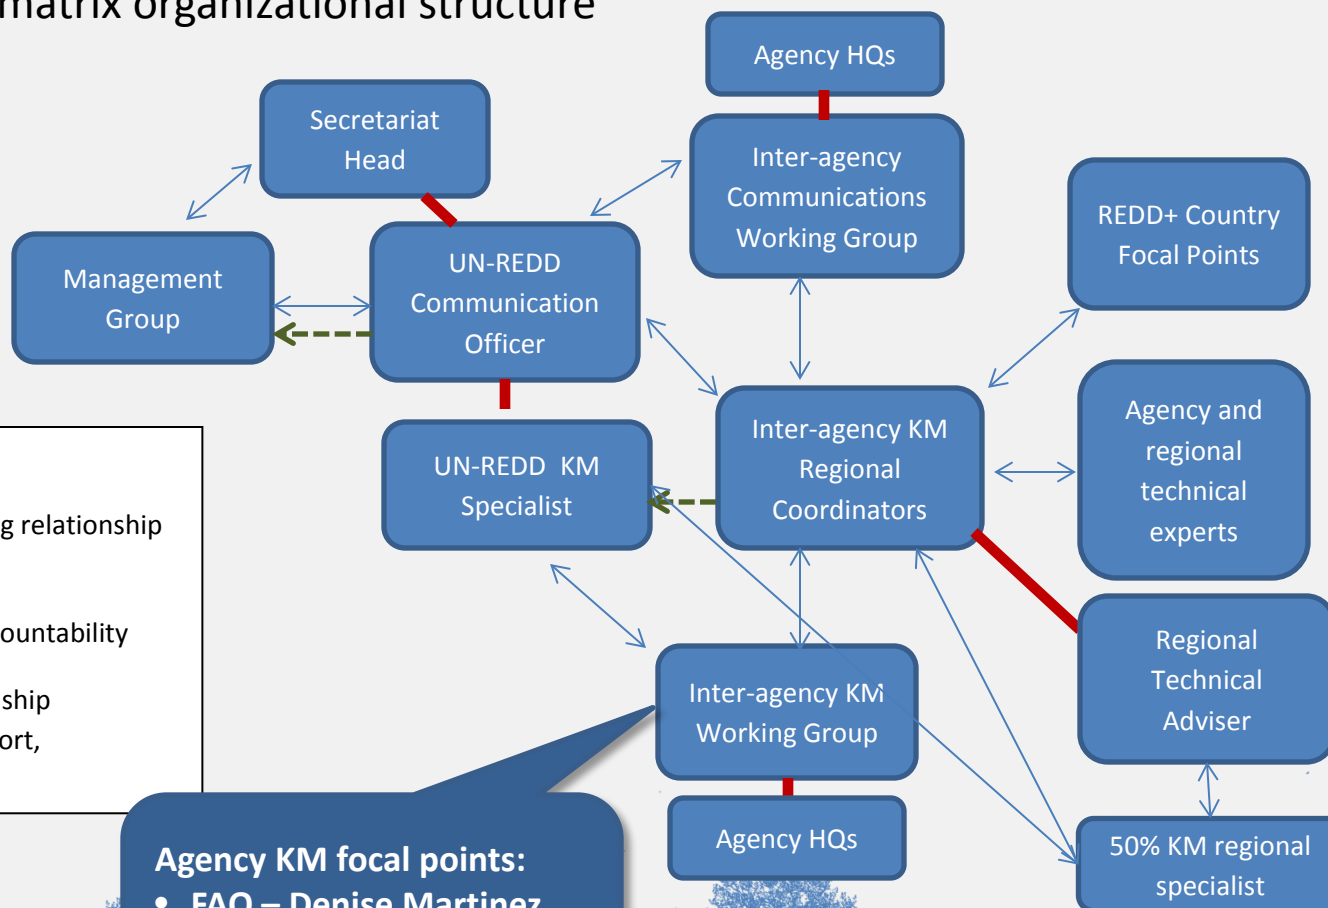 matrix organizational structure
Agency HQs
Secretariat
Head
Inter-agency
Communications
Working Group
REDD+ Country
Focal Points
UN-REDD
Communication
Officer
Management
Group
Agency and
regional
technical
experts
Inter-agency KM
Regional
Coordinators
UN-REDD KM
Specialist
g relationship
ountability
ship
ort,
Regional
Technical
Adviser
Inter-agency KM
Working Group
Agency HQs
50% KM regional
specialist
Agency KM focal points:
• FAO – Denise Martinez